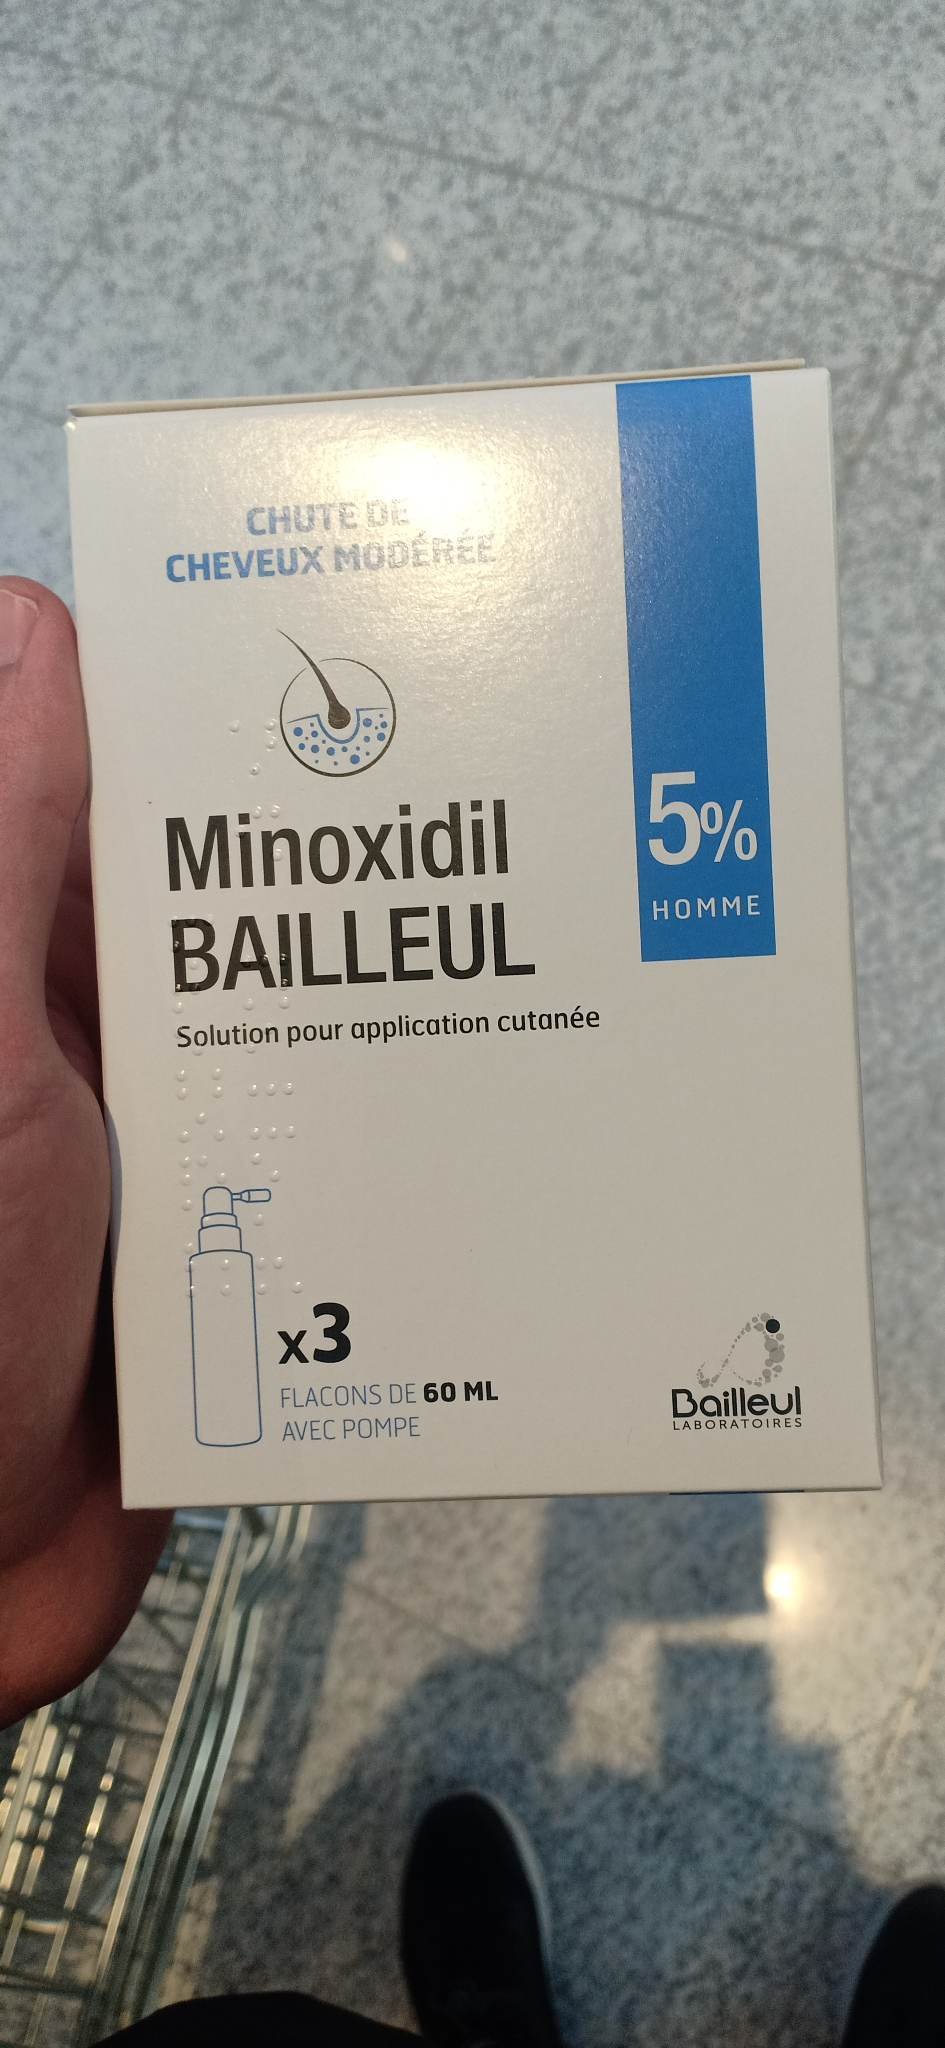 CHUTE DE
CHEVEUX MODÉRÉE
Minoxidil
BAILLEUL
5%
HOMME
Solution pour application cutanée
x3
FLACONS DE 60 ML
AVEC POMPE
Bailleul
LABORATOIRES